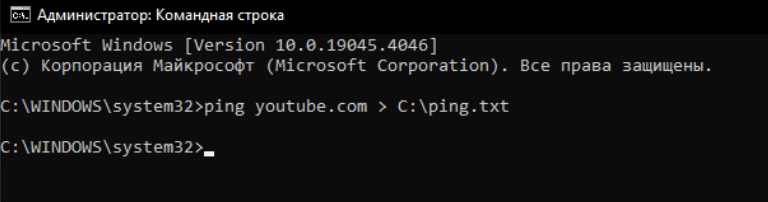 Администратор: Командная строка
Microsoft Windows [Version 10.0.19045.4046]
(c) Корпорация Майкрософт (Microsoft Corporation). Все права защищены.
C:\WINDOWS\system32>ping youtube.com > C:\ping.txt
C:\WINDOWS\system32>